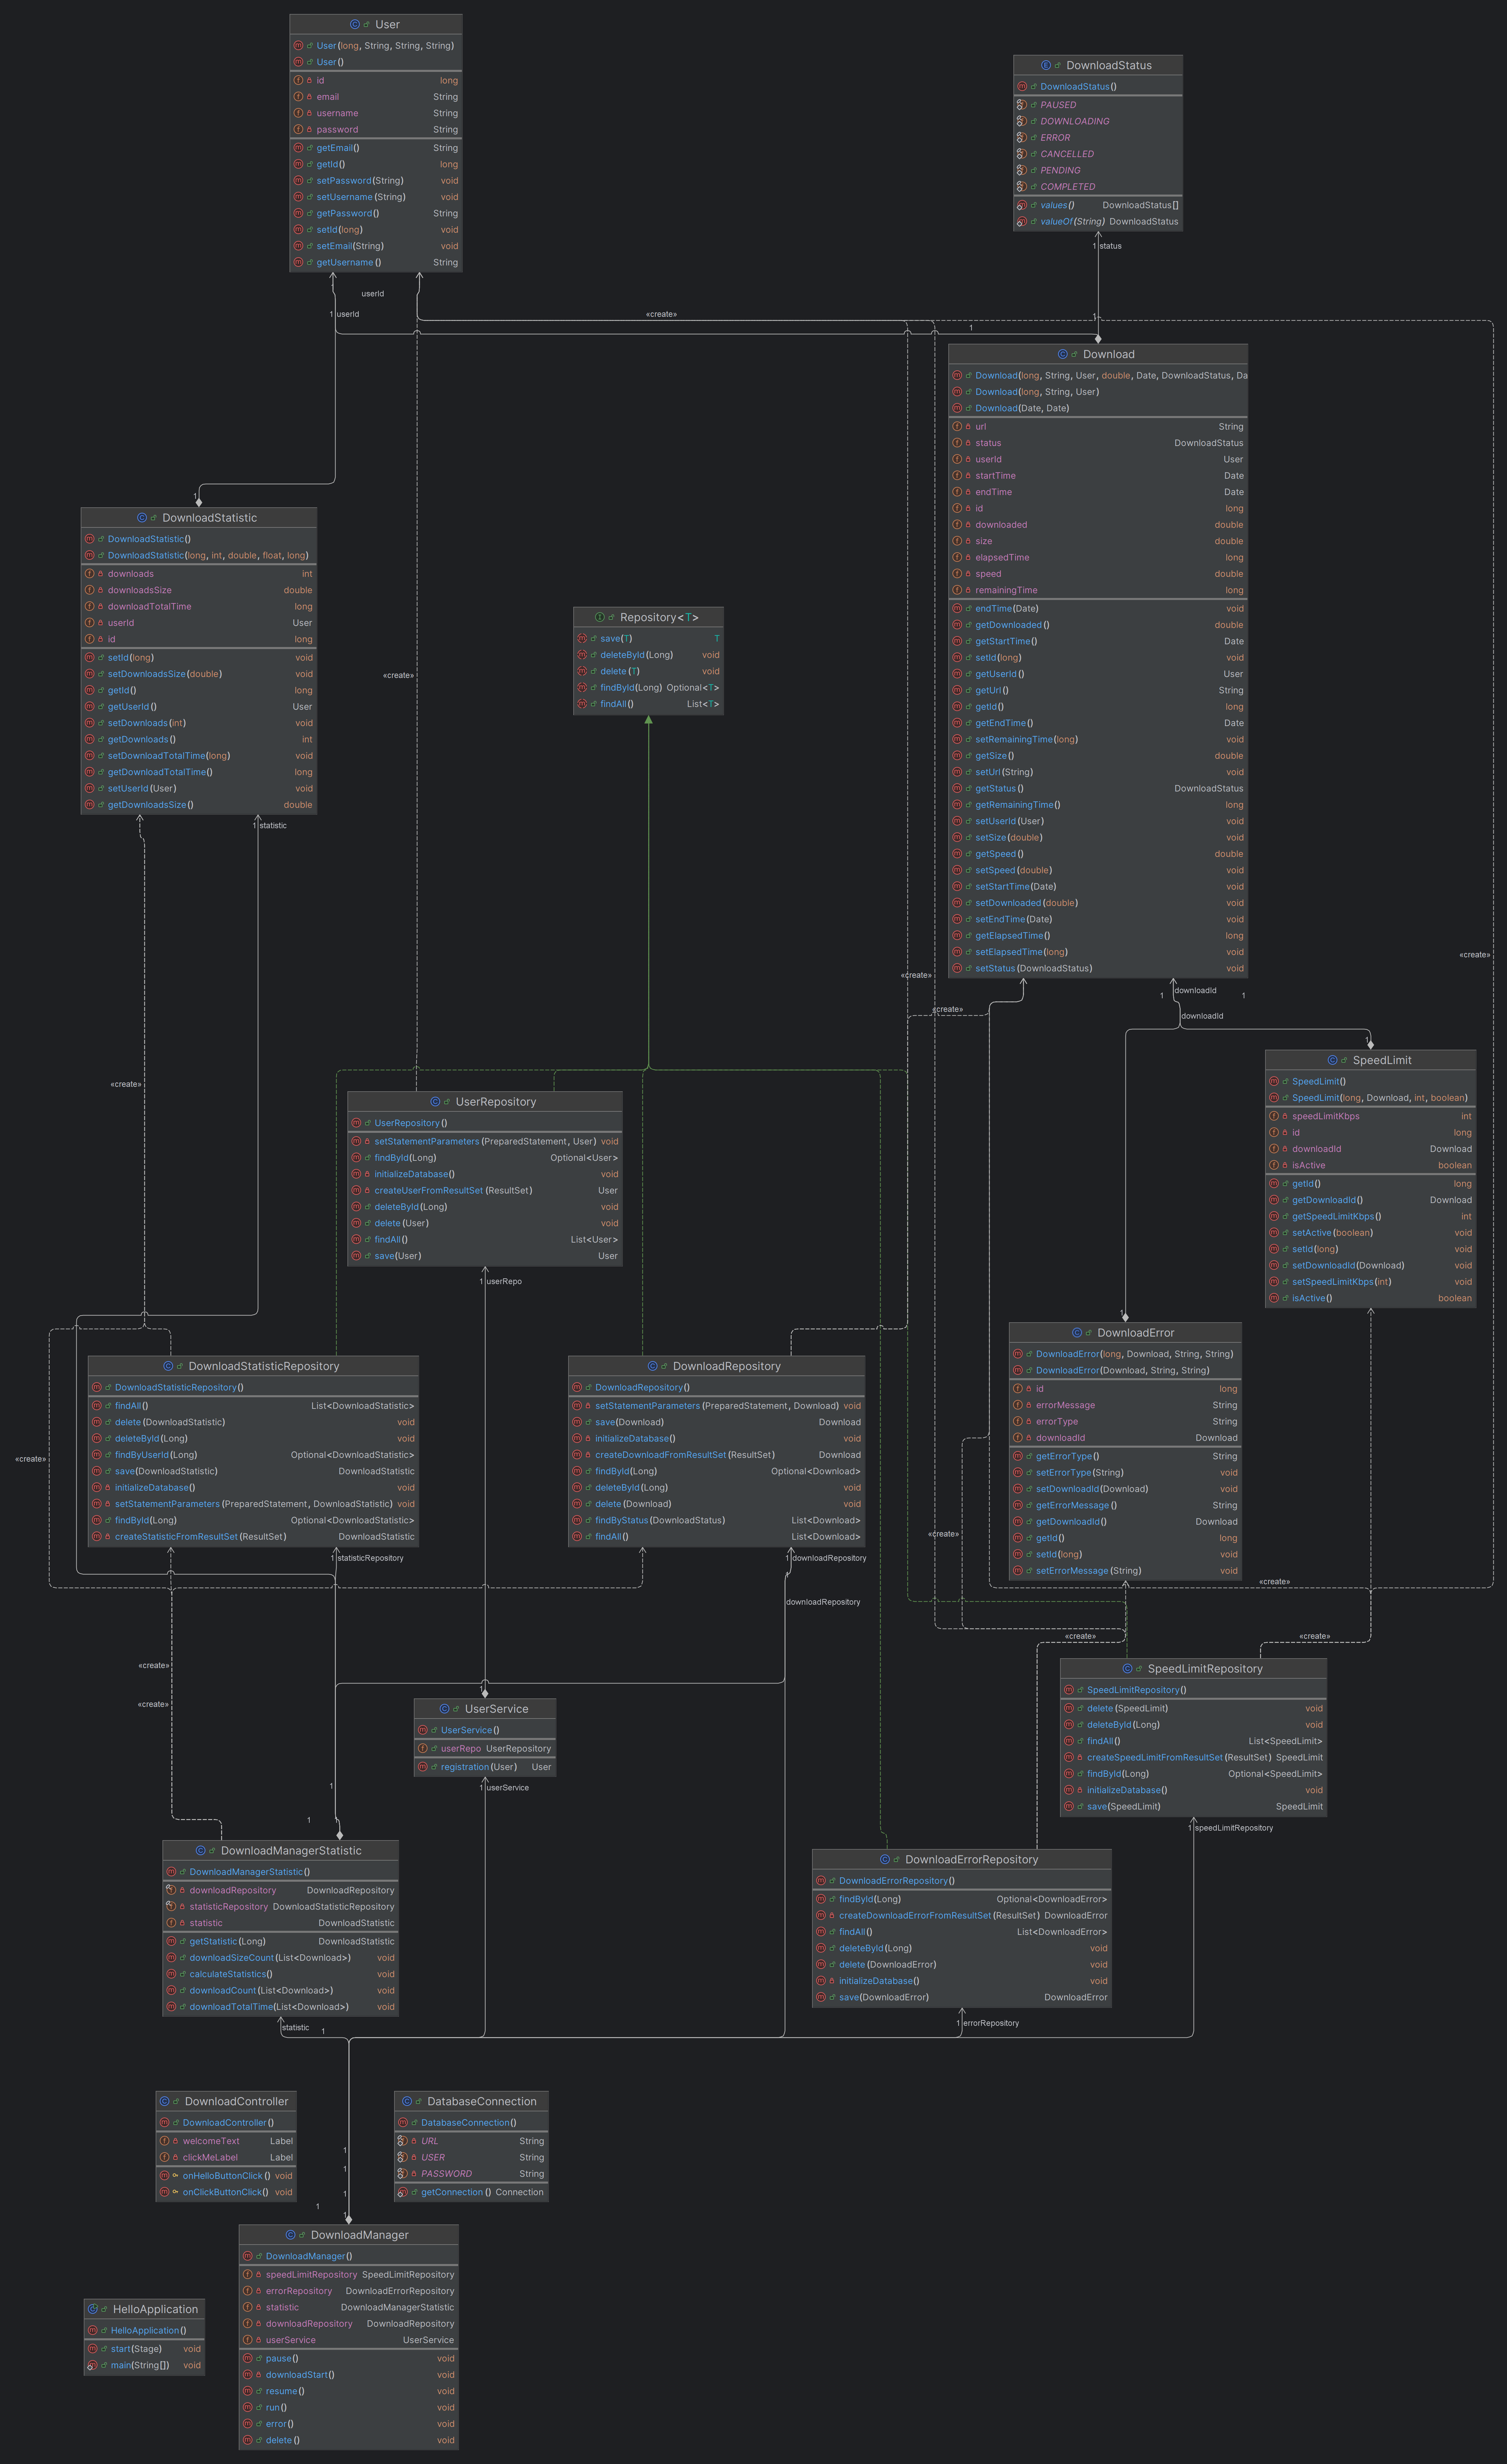 User
User(long, String, String, String)
User()
id long
email String
username String
password String
getEmail() String
getId() long
setPassword(String) void
setUsername(String) void
getPassword() String
setId(long) void
setEmail(String) void
getUsername() String
DownloadStatus
DownloadStatus()
PAUSED
DOWNLOADING
ERROR
CANCELLED
PENDING
COMPLETED
values() DownloadStatus[]
valueOf(String) DownloadStatus
1 status
userId
1 userId
«create»
1
1
Download
Download(long, String, User, double, Date, DownloadStatus, Da
Download(long, String, User)
Download(Date, Date)
url String
status DownloadStatus
userId User
startTime Date
endTime Date
id long
downloaded double
size double
elapsedTime long
speed double
remainingTime long
endTime(Date) void
getDownloaded() double
getStartTime() Date
setId(long) void
getUserId() User
getUrl() String
getId() long
getEndTime() Date
setRemainingTime(long) void
getSize() double
setUrl(String) void
getStatus() DownloadStatus
getRemainingTime() long
setUserId(User) void
setSize(double) void
getSpeed() double
setSpeed(double) void
setStartTime(Date) void
setDownloaded(double) void
setEndTime(Date) void
getElapsedTime() long
setElapsedTime(long) void
setStatus(DownloadStatus) void
1
DownloadStatistic
DownloadStatistic()
DownloadStatistic(long, int, double, float, long)
downloads int
downloadsSize double
downloadTotalTime long
userId User
id long
setId(long) void
setDownloadsSize(double) void
getId() long
getUserId() User
setDownloads(int) void
getDownloads() int
setDownloadTotalTime(long) void
getDownloadTotalTime() long
setUserId(User) void
getDownloadsSize() double
1 statistic
Repository<T>
save(T) T
deleteById(Long) void
delete(T) void
findById(Long) Optional<T>
findAll() List<T>
«create»
«create»
«create»
«create»
1 downloadId 1
downloadId
1
SpeedLimit
SpeedLimit()
SpeedLimit(long, Download, int, boolean)
speedLimitKbps int
id long
downloadId Download
isActive boolean
getId() long
getDownloadId() Download
getSpeedLimitKbps() int
setActive(boolean) void
setId(long) void
setDownloadId(Download) void
setSpeedLimitKbps(int) void
isActive() boolean
«create»
UserRepository
UserRepository()
setStatementParameters(PreparedStatement, User) void
findById(Long) Optional<User>
initializeDatabase() void
createUserFromResultSet(ResultSet) User
deleteById(Long) void
delete(User) void
findAll() List<User>
save(User) User
1 userRepo
1
DownloadError
DownloadError(long, Download, String, String)
DownloadError(Download, String, String)
id long
errorMessage String
errorType String
downloadId Download
getErrorType() String
setErrorType(String) void
setDownloadId(Download) void
getErrorMessage() String
getDownloadId() Download
getId() long
setId(long) void
setErrorMessage(String) void
DownloadStatisticRepository
DownloadStatisticRepository()
findAll() List<DownloadStatistic>
delete(DownloadStatistic) void
deleteById(Long) void
findByUserId(Long) Optional<DownloadStatistic>
save(DownloadStatistic) DownloadStatistic
initializeDatabase() void
setStatementParameters(PreparedStatement, DownloadStatistic) void
findById(Long) Optional<DownloadStatistic>
createStatisticFromResultSet(ResultSet) DownloadStatistic
1 statisticRepository
DownloadRepository
DownloadRepository()
setStatementParameters(PreparedStatement, Download) void
save(Download) Download
initializeDatabase() void
createDownloadFromResultSet(ResultSet) Download
findById(Long) Optional<Download>
deleteById(Long) void
delete(Download) void
findByStatus(DownloadStatus) List<Download>
findAll() List<Download>
1 downloadRepository
1
downloadRepository
«create»
«create»
«create»
«create»
«create»
«create»
«create»
SpeedLimitRepository
SpeedLimitRepository()
delete(SpeedLimit) void
deleteById(Long) void
findAll() List<SpeedLimit>
createSpeedLimitFromResultSet(ResultSet) SpeedLimit
findById(Long) Optional<SpeedLimit>
initializeDatabase() void
save(SpeedLimit) SpeedLimit
1 speedLimitRepository
1
UserService
UserService()
userRepo UserRepository
registration(User) User
1 userService
1
1
DownloadManagerStatistic
DownloadManagerStatistic()
downloadRepository DownloadRepository
statisticRepository DownloadStatisticRepository
statistic DownloadStatistic
getStatistic(Long) DownloadStatistic
downloadSizeCount(List<Download>) void
calculateStatistics() void
downloadCount(List<Download>) void
downloadTotalTime(List<Download>) void
statistic 1
DownloadErrorRepository
DownloadErrorRepository()
findById(Long) Optional<DownloadError>
createDownloadErrorFromResultSet(ResultSet) DownloadError
findAll() List<DownloadError>
deleteById(Long) void
delete(DownloadError) void
initializeDatabase() void
save(DownloadError) DownloadError
1 errorRepository
DownloadController
DownloadController()
welcomeText Label
clickMeLabel Label
onHelloButtonClick() void
onClickButtonClick() void
DatabaseConnection
DatabaseConnection()
URL String
USER String
PASSWORD String
getConnection() Connection
1
1
1
1
1
DownloadManager
DownloadManager()
speedLimitRepository SpeedLimitRepository
errorRepository DownloadErrorRepository
statistic DownloadManagerStatistic
downloadRepository DownloadRepository
userService UserService
pause() void
downloadStart() void
resume() void
run() void
error() void
delete() void
HelloApplication
HelloApplication()
start(Stage) void
main(String[]) void